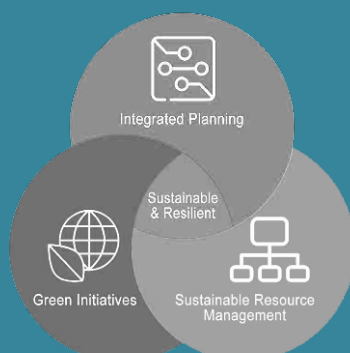 Integrated Planning
Sustainable
& Resilient
Green Initiatives
Sustainable Resource
Management